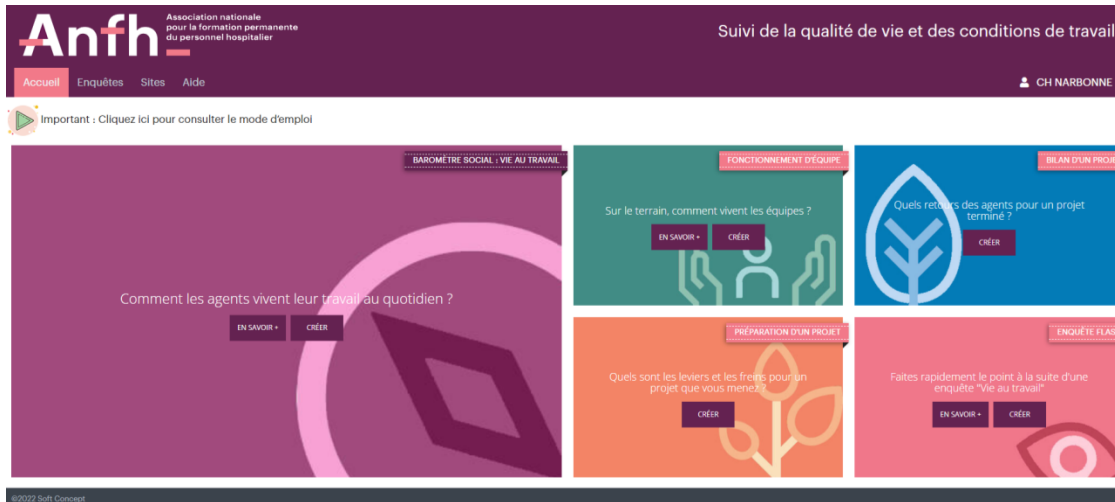 Anfh
Association nationale
pour la formation permanente
du personnel hospitalier
Suivi de la qualité de vie et des conditions de travail
Accueil Enquêtes Sites Aide
CH NARBONNE
Important : Cliquez ici pour consulter le mode d'emploi
BAROMÈTRE SOCIAL : VIE AU TRAVAIL
Comment les agents vivent leur travail au quotidien ?
EN SAVOIR + CRÉER
FONCTIONNEMENT D'ÉQUIPE
Sur le terrain, comment vivent les équipes ?
EN SAVOIR + CRÉER
BILAN D'UN PROJE
Quels retours des agents pour un projet
terminé ?
CRÉER
PRÉPARATION D'UN PROJET
Quels sont les leviers et les freins pour un
projet que vous menez ?
CRÉER
ENQUÊTE FLAS
Faites rapidement le point à la suite d'une
enquête "Vie au travail"
EN SAVOIR + CRÉER
©2022 Soft Concept